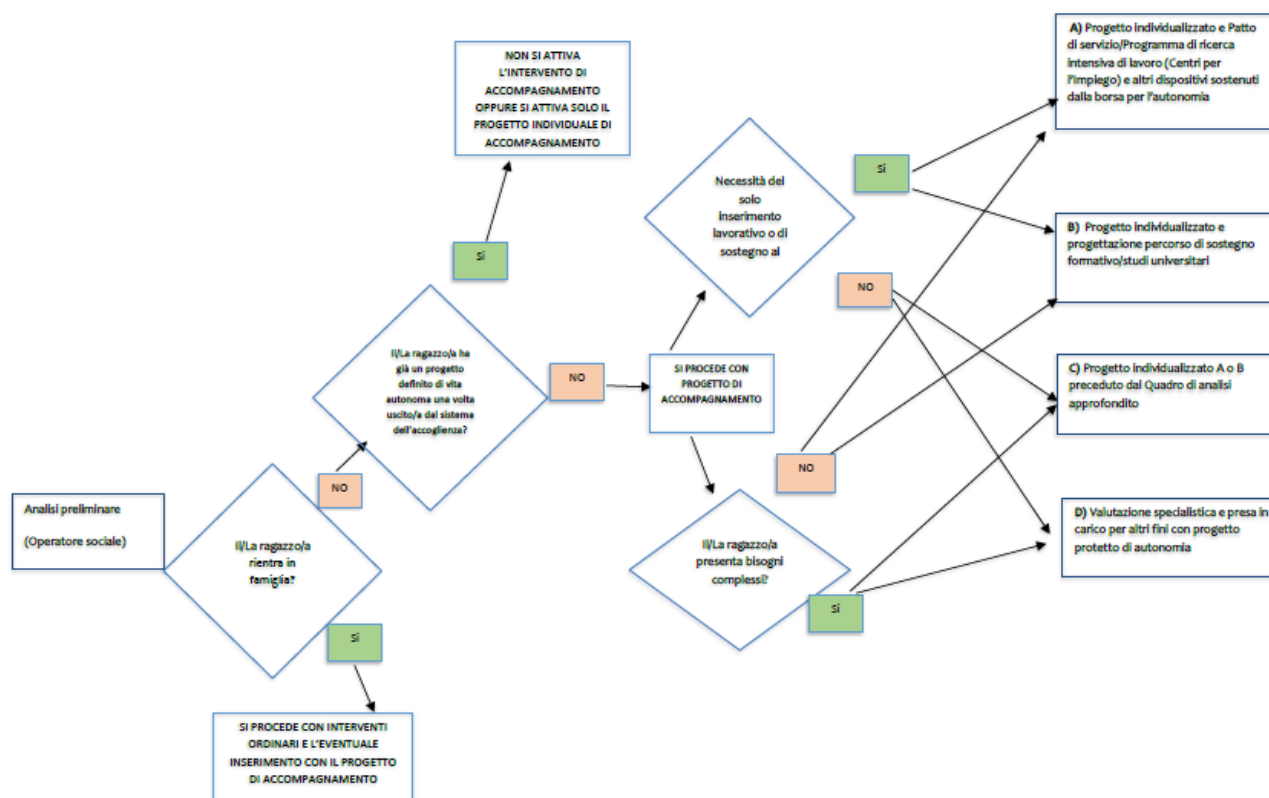 Analisi preliminare
(Operatore sociale)
Il/La ragazzo/a
rientra in
famiglia?
SÍ
SI PROCEDE CON INTERVENTI
ORDINARI E L'EVENTUALE
INSERIMENTO CON IL PROGETTO
DI ACCOMPAGNAMENTO
NO
Il/La ragazzo/a ha
già un progetto
definito di vita
autonoma una volta
uscito/a dal sistema
dell'accoglienza?
SÍ
NON SI ATTIVA
L'INTERVENTO DI
ACCOMPAGNAMENTO
OPPURE SI ATTIVA SOLO IL
PROGETTO INDIVIDUALE DI
ACCOMPAGNAMENTO
NO
SI PROCEDE CON
PROGETTO DI
ACCOMPAGNAMENTO
Necessità del
solo
inserimento
lavorativo o di
sostegno al
SÍ
NO
Il/La ragazzo/a
presenta bisogni
complessi?
NO
SÍ
A) Progetto individualizzato e Patto
di servizio/Programma di ricerca
intensiva di lavoro (Centri per
l'Impiego) e altri dispositivi sostenuti
dalla borsa per l'autonomia
B) Progetto individualizzato e
progettazione percorso di sostegno
formativo/studi universitari
C) Progetto individualizzato A o B
preceduto dal Quadro di analisi
approfondito
D) Valutazione specialistica e presa in
carico per altri fini con progetto
protetto di autonomia